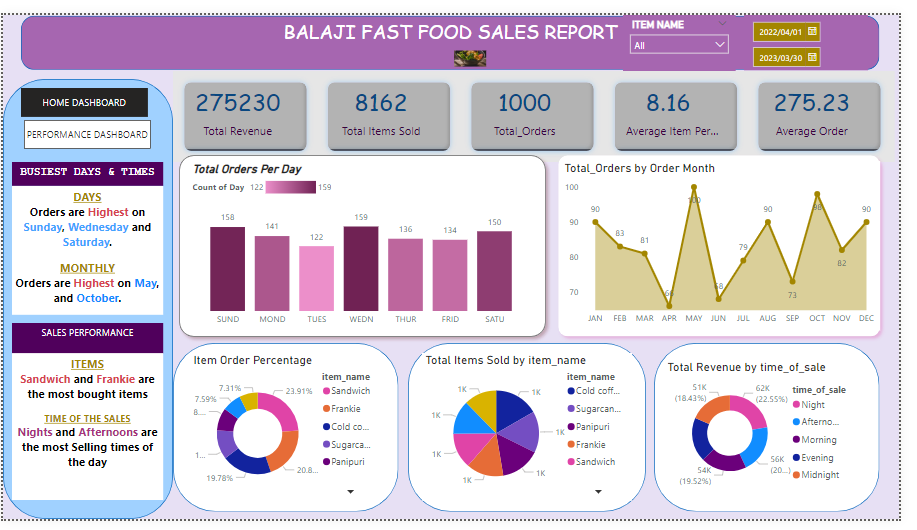 BALAJI FAST FOOD SALES REPORT
ITEM NAME
All
2022/04/01
2023/03/30
HOME DASHBOARD
PERFORMANCE DASHBOARD
275230
Total Revenue
8162
Total Items Sold
1000
Total_Orders
8.16
Average Item Per...
275.23
Average Order
BUSIEST DAYS & TIMES
DAYS
Orders are Highest on
Sunday, Wednesday and
Saturday.
MONTHLY
Orders are Highest on May,
and October.
SALES PERFORMANCE
ITEMS
Sandwich and Frankie are
the most bought items
TIME OF THE SALES
Nights and Afternoons are
the most Selling times of
the day
Total Orders Per Day
Count of Day 122 159
158 141 122 159 136 134 150
SUND MOND TUES WEDN THUR FRID SATU
Total_Orders by Order Month
100
90
80
70
90 83 81 66 100 68 79 90 73 98 82 90
JAN FEB MAR APR MAY JUN JUL AUG SEP OCT NOV DEC
Item Order Percentage
7.31%
7.59%
8...
1...
19.78%
20.8...
23.91%
item_name
Sandwich
Frankie
Cold co...
Sugarca...
Panipuri
Total Items Sold by item_name
1K
1K
1K
1K
1K
1K
1K
item_name
Cold coff...
Sugarcan...
Panipuri
Frankie
Sandwich
Total Revenue by time_of_sale
51K
(18.43%)
62K
(22.55%)
56K
(20...)
54K
(19.52%)
time_of_sale
Night
Afterno...
Morning
Evening
Midnight